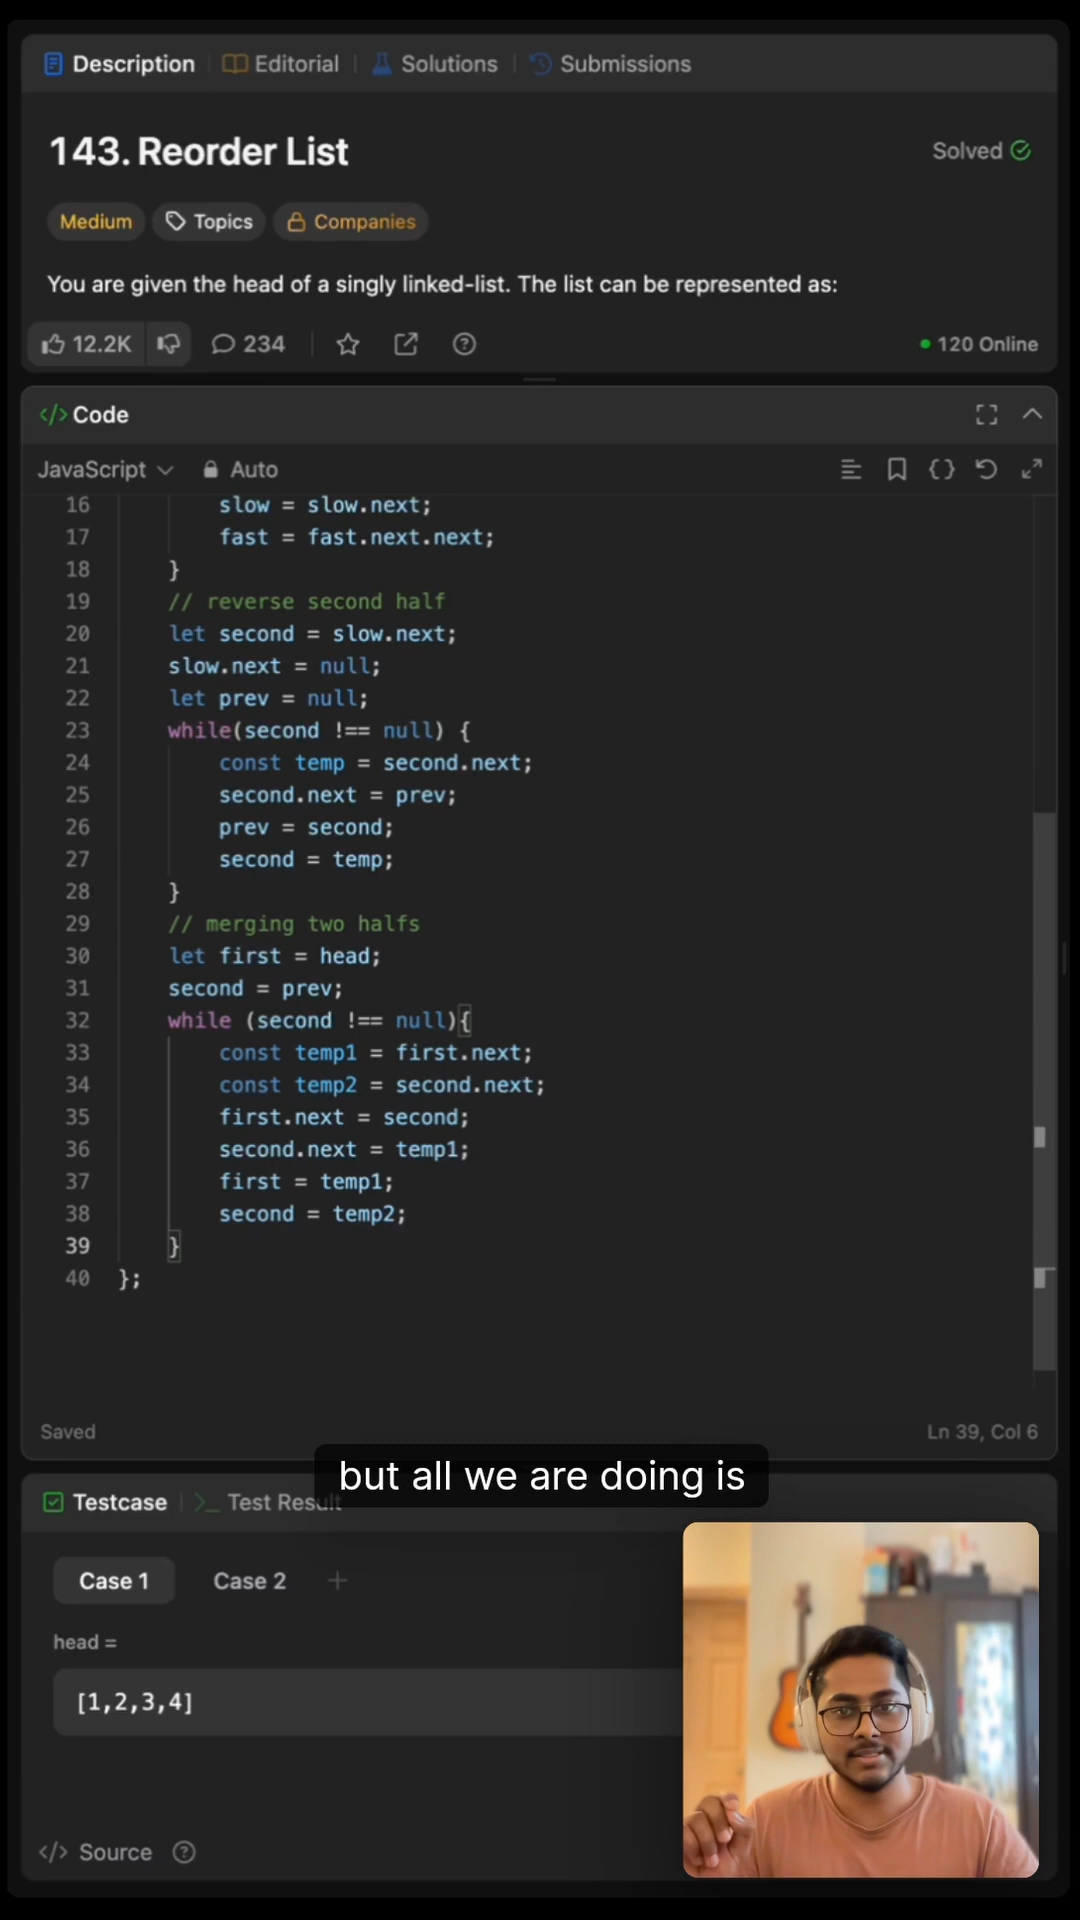 Description | Editorial | Solutions | Submissions
143. Reorder List
Solved
Medium
Topics
Companies
You are given the head of a singly linked-list. The list can be represented as:
12.2K
234
120 Online
</> Code
JavaScript
Auto
16 slow = slow.next;
17 fast = fast.next.next;
18 }
19 // reverse second half
20 let second = slow.next;
21 slow.next = null;
22 let prev = null;
23 while(second !== null) {
24 const temp = second.next;
25 second.next = prev;
26 prev = second;
27 second = temp;
28 }
29 // merging two halfs
30 let first = head;
31 second = prev;
32 while (second !== null){
33 const temp1 = first.next;
34 const temp2 = second.next;
35 first.next = second;
36 second.next = temp1;
37 first = temp1;
38 second = temp2;
39 }
40 };
Saved
Ln 39, Col 6
but all we are doing is
Testcase | >_ Test Result
Case 1
Case 2
+
head =
[1,2,3,4]
</> Source